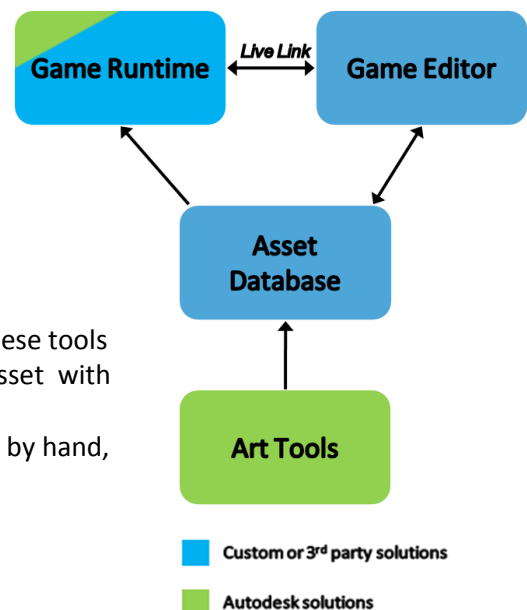 Live Link
Game Runtime
Game Editor
Asset
Database
ese tools
sset with
by hand,
Art Tools
Custom or 3rd party solutions
Autodesk solutions